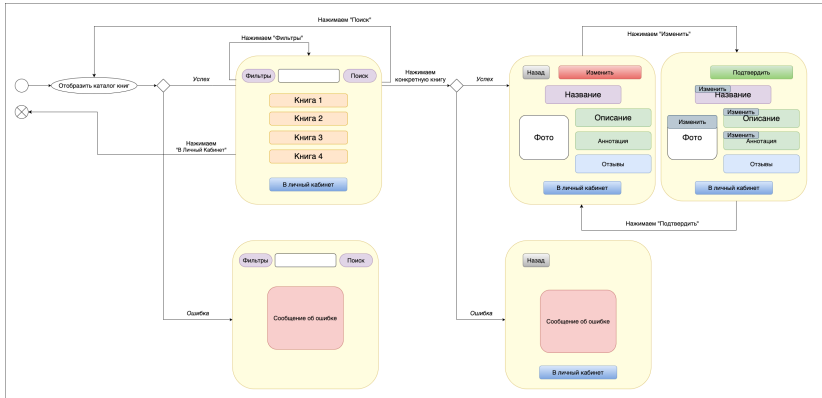 Нажимаем "Поиск"
Нажимаем "Фильтры"
Отобразить каталог книг
Успех
Фильтры
Поиск
Книга 1
Книга 2
Книга 3
Книга 4
В личный кабинет
Нажимаем
"В Личный Кабинет"
Нажимаем
конкретную книгу
Успех
Нажимаем "Изменить"
Назад
Изменить
Название
Фото
Описание
Аннотация
Отзывы
В личный кабинет
Подтвердить
Изменить
Название
Изменить
Описание
Изменить
Фото
Изменить
Аннотация
Отзывы
В личный кабинет
Нажимаем "Подтвердить"
Ошибка
Фильтры
Поиск
Сообщение об ошибке
Ошибка
Назад
Сообщение об ошибке
В личный кабинет